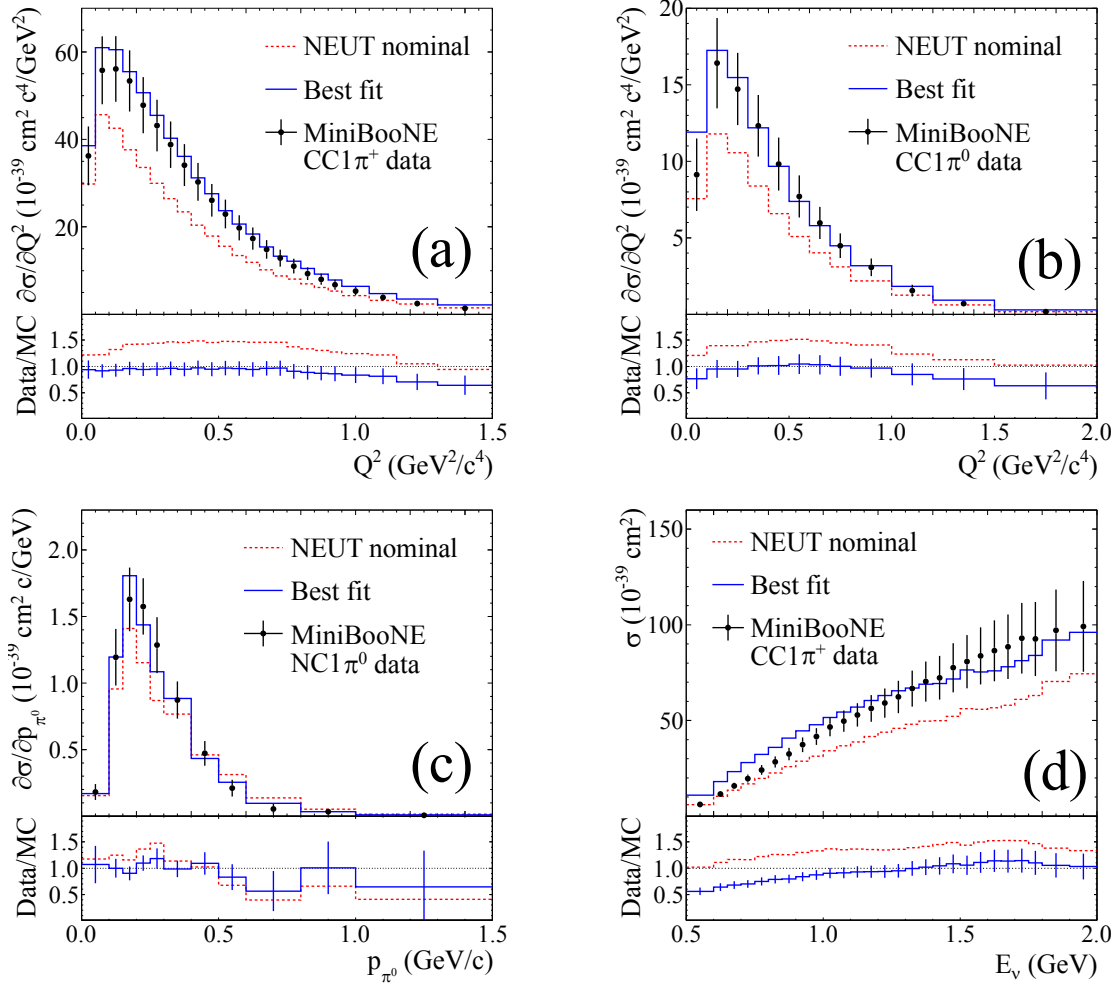 ∂σ/∂Q² (10⁻³⁹ cm² c⁴/GeV²)
60
40
20
NEUT nominal
Best fit
MiniBooNE
CC1π⁺ data
(a)
Data/MC
1.5
1.0
0.5
0.0 0.5 1.0 1.5
Q² (GeV²/c⁴)
∂σ/∂Q² (10⁻³⁹ cm² c⁴/GeV²)
20
15
10
5
NEUT nominal
Best fit
MiniBooNE
CC1π⁰ data
(b)
Data/MC
1.5
1.0
0.5
0.0 0.5 1.0 1.5 2.0
Q² (GeV²/c⁴)
∂σ/∂p_π⁰ (10⁻³⁹ cm² c/GeV)
2.0
1.5
1.0
0.5
NEUT nominal
Best fit
MiniBooNE
NC1π⁰ data
(c)
Data/MC
1.5
1.0
0.5
0.0 0.5 1.0 1.5
p_π⁰ (GeV/c)
σ (10⁻³⁹ cm²)
150
100
50
NEUT nominal
Best fit
MiniBooNE
CC1π⁺ data
(d)
Data/MC
1.5
1.0
0.5
0.5 1.0 1.5 2.0
E_ν (GeV)